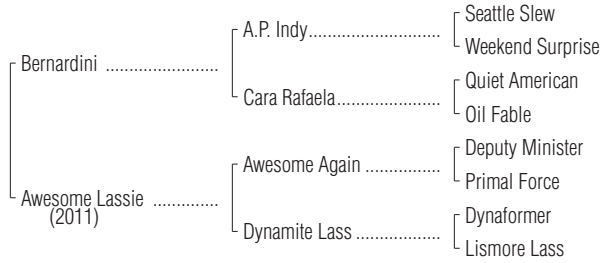 Seattle Slew
A.P. Indy
Weekend Surprise
Bernardini
Quiet American
Cara Rafaela
Oil Fable
Deputy Minister
Awesome Again
Primal Force
Awesome Lassie
(2011)
Dynaformer
Dynamite Lass
Lismore Lass